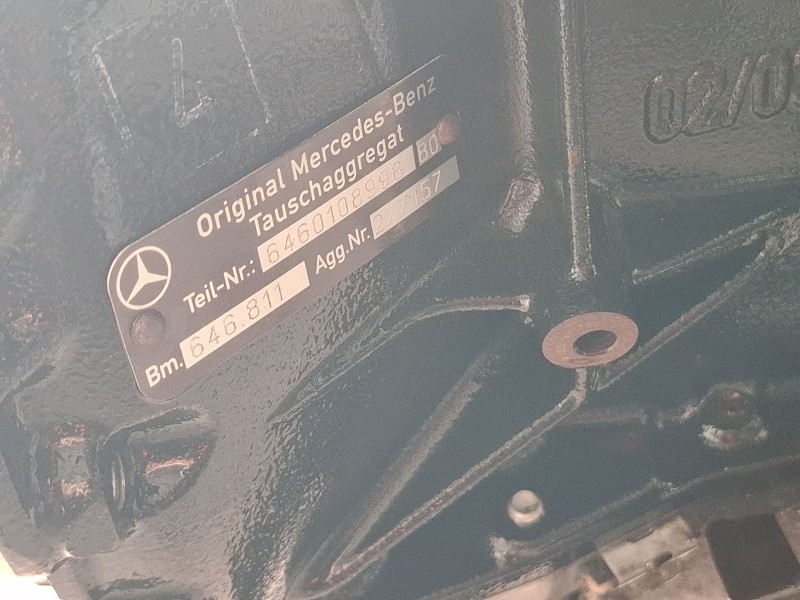 Original Mercedes-Benz
Tauschaggregat
Teil-Nr.: 6460108998 80
Bm. 646.811 Agg.Nr.